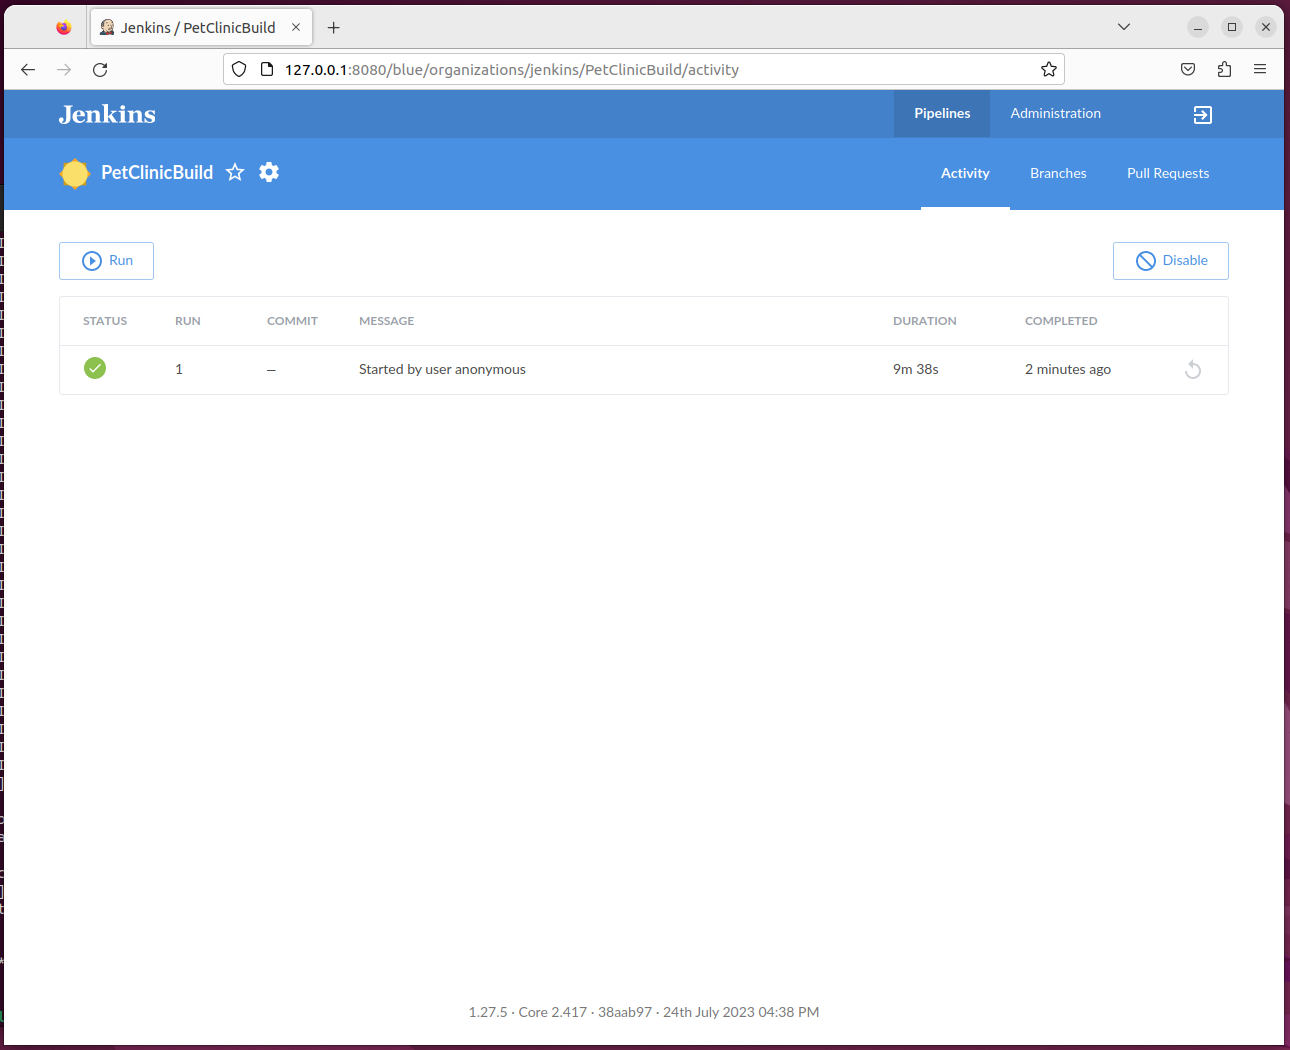 Jenkins / PetClinicBuild
127.0.0.1:8080/blue/organizations/jenkins/PetClinicBuild/activity
Jenkins Pipelines Administration
PetClinicBuild Activity Branches Pull Requests
Run Disable
STATUS RUN COMMIT MESSAGE DURATION COMPLETED
1 — Started by user anonymous 9m 38s 2 minutes ago
1.27.5 · Core 2.417 · 38aab97 · 24th July 2023 04:38 PM